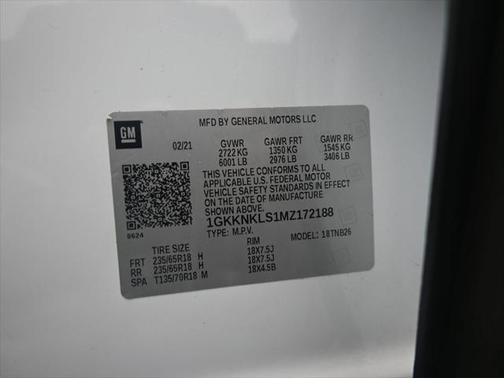 MFD BY GENERAL MOTORS LLC
GM
02/21 GVWR GAWR FRT GAWR RR
2722 KG 1350 KG 1545 KG
6001 LB 2976 LB 3406 LB
THIS VEHICLE CONFORMS TO ALL
APPLICABLE U.S. FEDERAL MOTOR
VEHICLE SAFETY STANDARDS IN EFFECT
ON THE DATE OF MANUFACTURE
SHOWN ABOVE.
1GKKNKLS1MZ172188
0624
TYPE: M.P.V. MODEL: 18TNB26
TIRE SIZE RIM
FRT 235/65R18 H 18X7.5J
RR 235/65R18 H 18X7.5J
SPA T135/70R18 M 18X4.5B